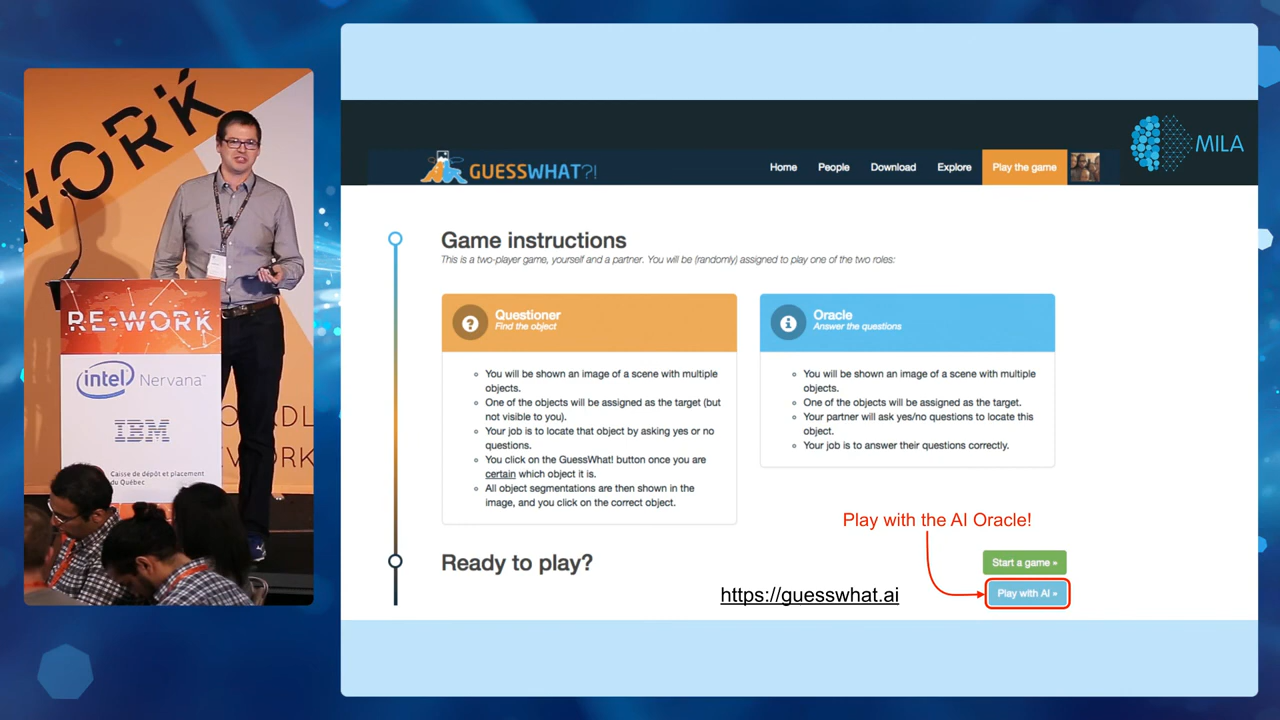 WORK
WORK
RE•WORK
intel Nervana™
IBM
Caisse de dépôt et placement
du Québec
MILA
GUESSWHAT?!
Home
People
Download
Explore
Play the game
Game instructions
This is a two-player game, yourself and a partner. You will be (randomly) assigned to play one of the two roles:
Questioner
Find the object
You will be shown an image of a scene with multiple
objects.
One of the objects will be assigned as the target (but
not visible to you).
Your job is to locate that object by asking yes or no
questions.
You click on the GuessWhat! button once you are
certain which object it is.
All object segmentations are then shown in the
image, and you click on the correct object.
Oracle
Answer the questions
You will be shown an image of a scene with multiple
objects.
One of the objects will be assigned as the target.
Your partner will ask yes/no questions to locate this
object.
Your job is to answer their questions correctly.
Play with the AI Oracle!
Ready to play?
Start a game »
https://guesswhat.ai
Play with AI »